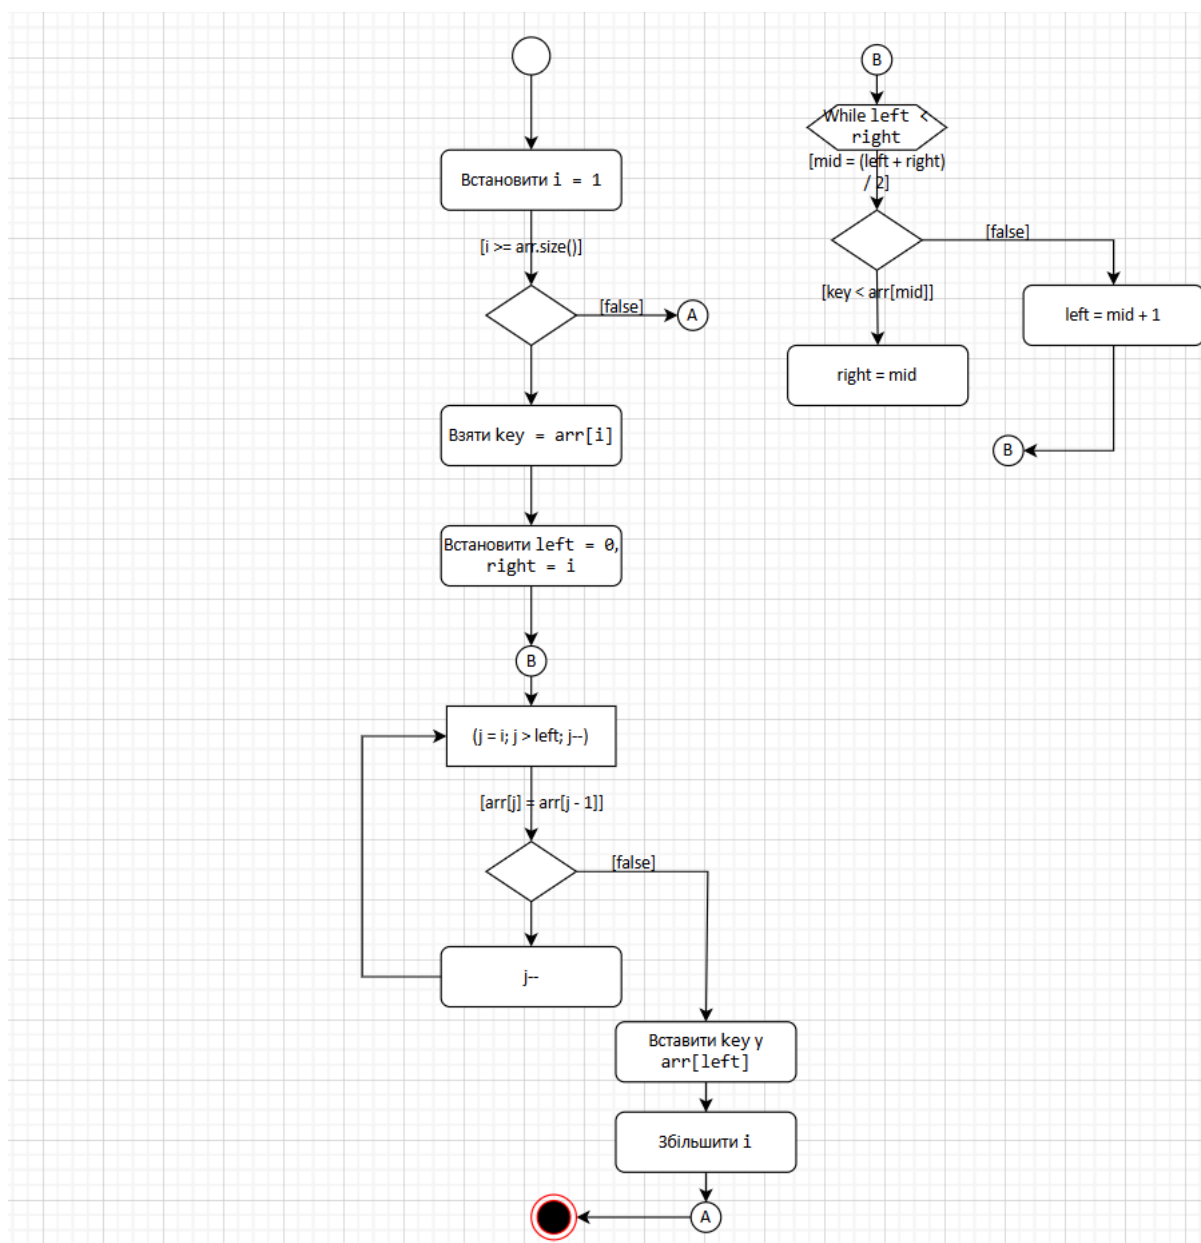 Встановити i = 1
[i >= arr.size()]
[false]
A
Взяти key = arr[i]
Встановити left = 0,
right = i
B
(j = i; j > left; j--)
[arr[j] = arr[j - 1]]
[false]
j--
Вставити key у
arr[left]
Збільшити i
A
B
While left <
right
[mid = (left + right)
/ 2]
[false]
[key < arr[mid]]
left = mid + 1
right = mid
B